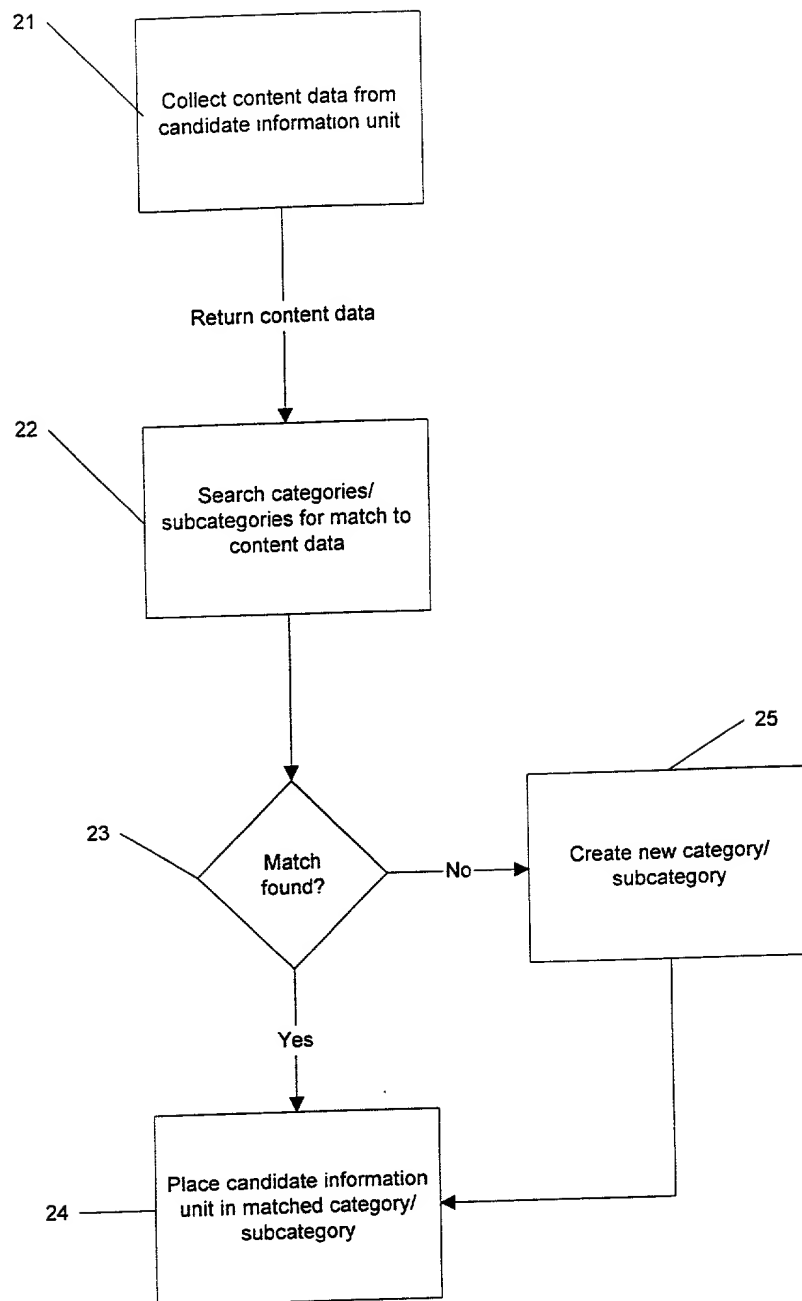 21
Collect content data from
candidate information unit
Return content data
22
Search categories/
subcategories for match to
content data
25
23
Match
found?
No
Create new category/
subcategory
Yes
Place candidate information
unit in matched category/
subcategory
24